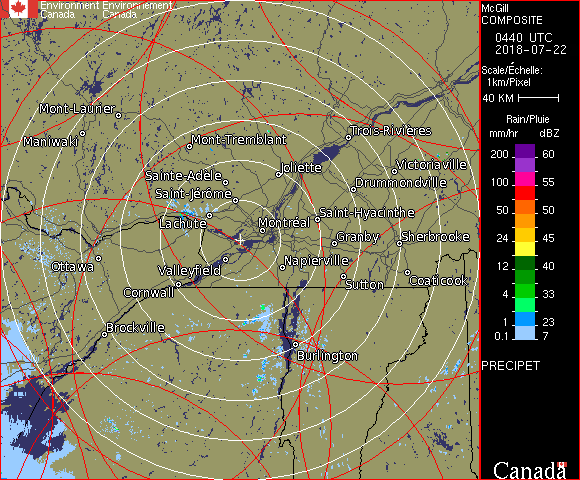 Environment Environnement
Canada Canada
McGill
COMPOSITE
0440 UTC
2018-07-22
Scale/Échelle:
1km/Pixel
40 KM
Rain/Pluie
mm/hr dBZ
200 60
100 55
50 50
24 45
12 40
4 33
1 23
0.1 7
PRECIPET
Canada
Mont-Laurier
Maniwaki
Mont-Tremblant
Trois-Rivières
Joliette
Victoriaville
Sainte-Adèle
Drummondville
Saint-Jérôme
Lachute
Saint-Hyacinthe
Montréal
Granby
Sherbrooke
Ottawa
Valleyfield
Napierville
Cornwall
Sutton
Coaticook
Brockville
Burlington